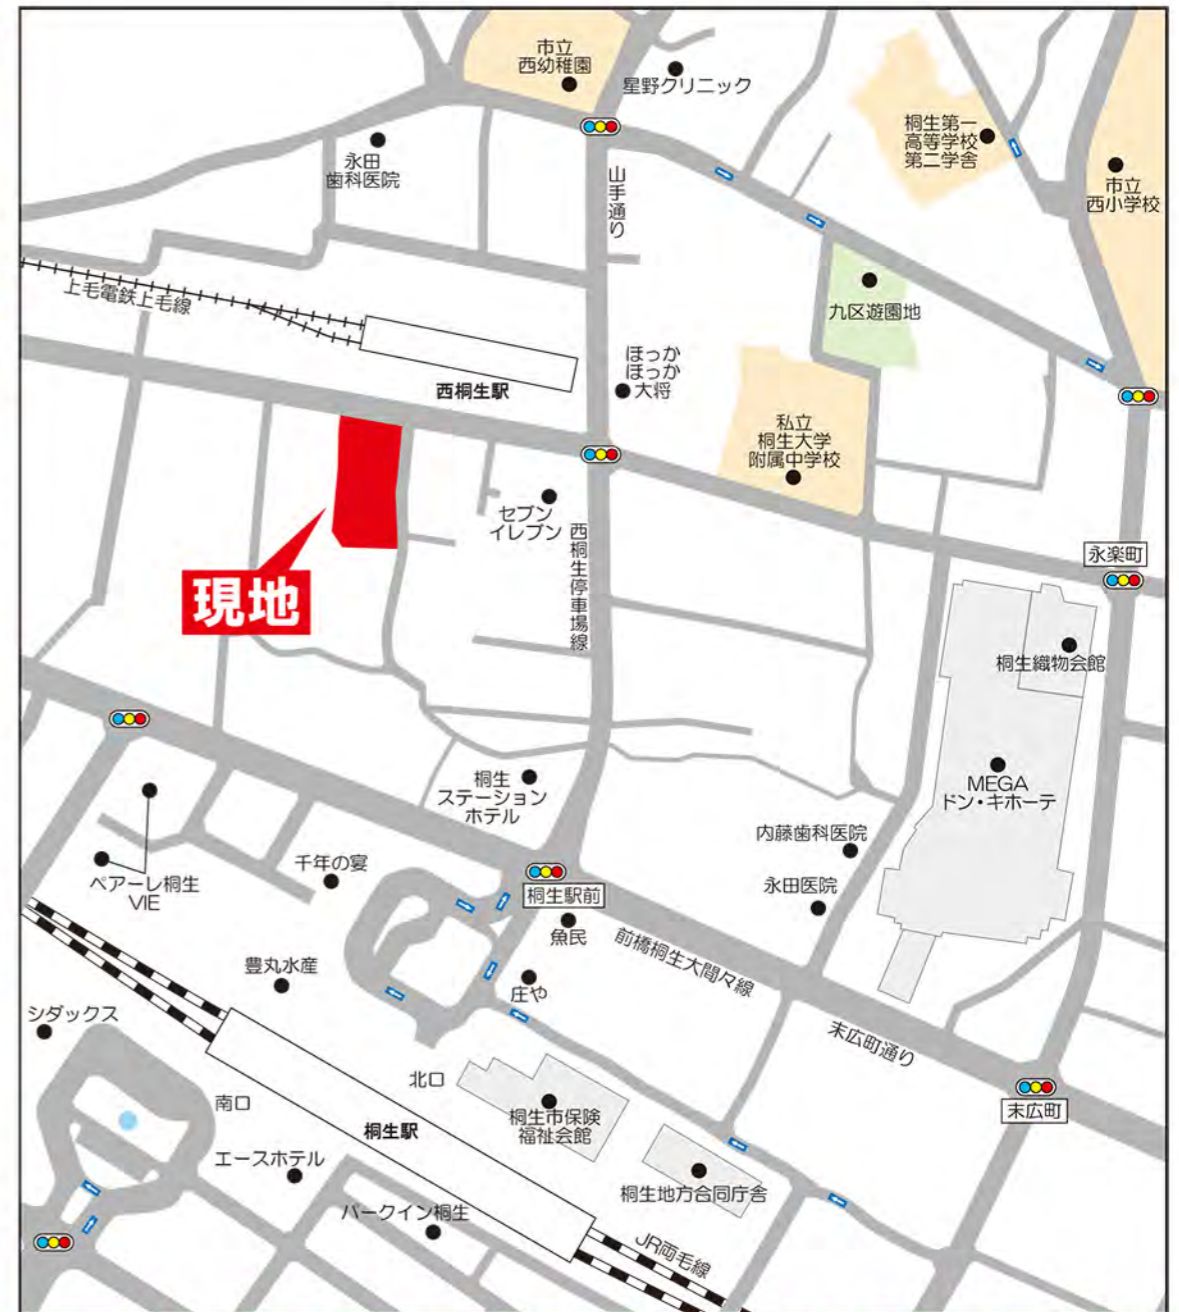 市立
西幼稚園
星野クリニック
桐生第一
高等学校
第二学舎
市立
西小学校
永田
歯科医院
山手通り
上毛電鉄上毛線
九区遊園地
西桐生駅
ほっか
ほっか
大将
私立
桐生大学
附属中学校
セブン
イレブン
西桐生停車場線
現地
永楽町
桐生織物会館
MEGA
ドン・キホーテ
桐生
ステーション
ホテル
内藤歯科医院
永田医院
千年の宴
ペアーレ桐生
VIE
桐生駅前
魚民
前橋桐生大間々線
庄や
豊丸水産
シダックス
末広町通り
北口
南口
桐生市保険
福祉会館
末広町
桐生駅
エースホテル
桐生地方合同庁舎
パークイン桐生
JR両毛線